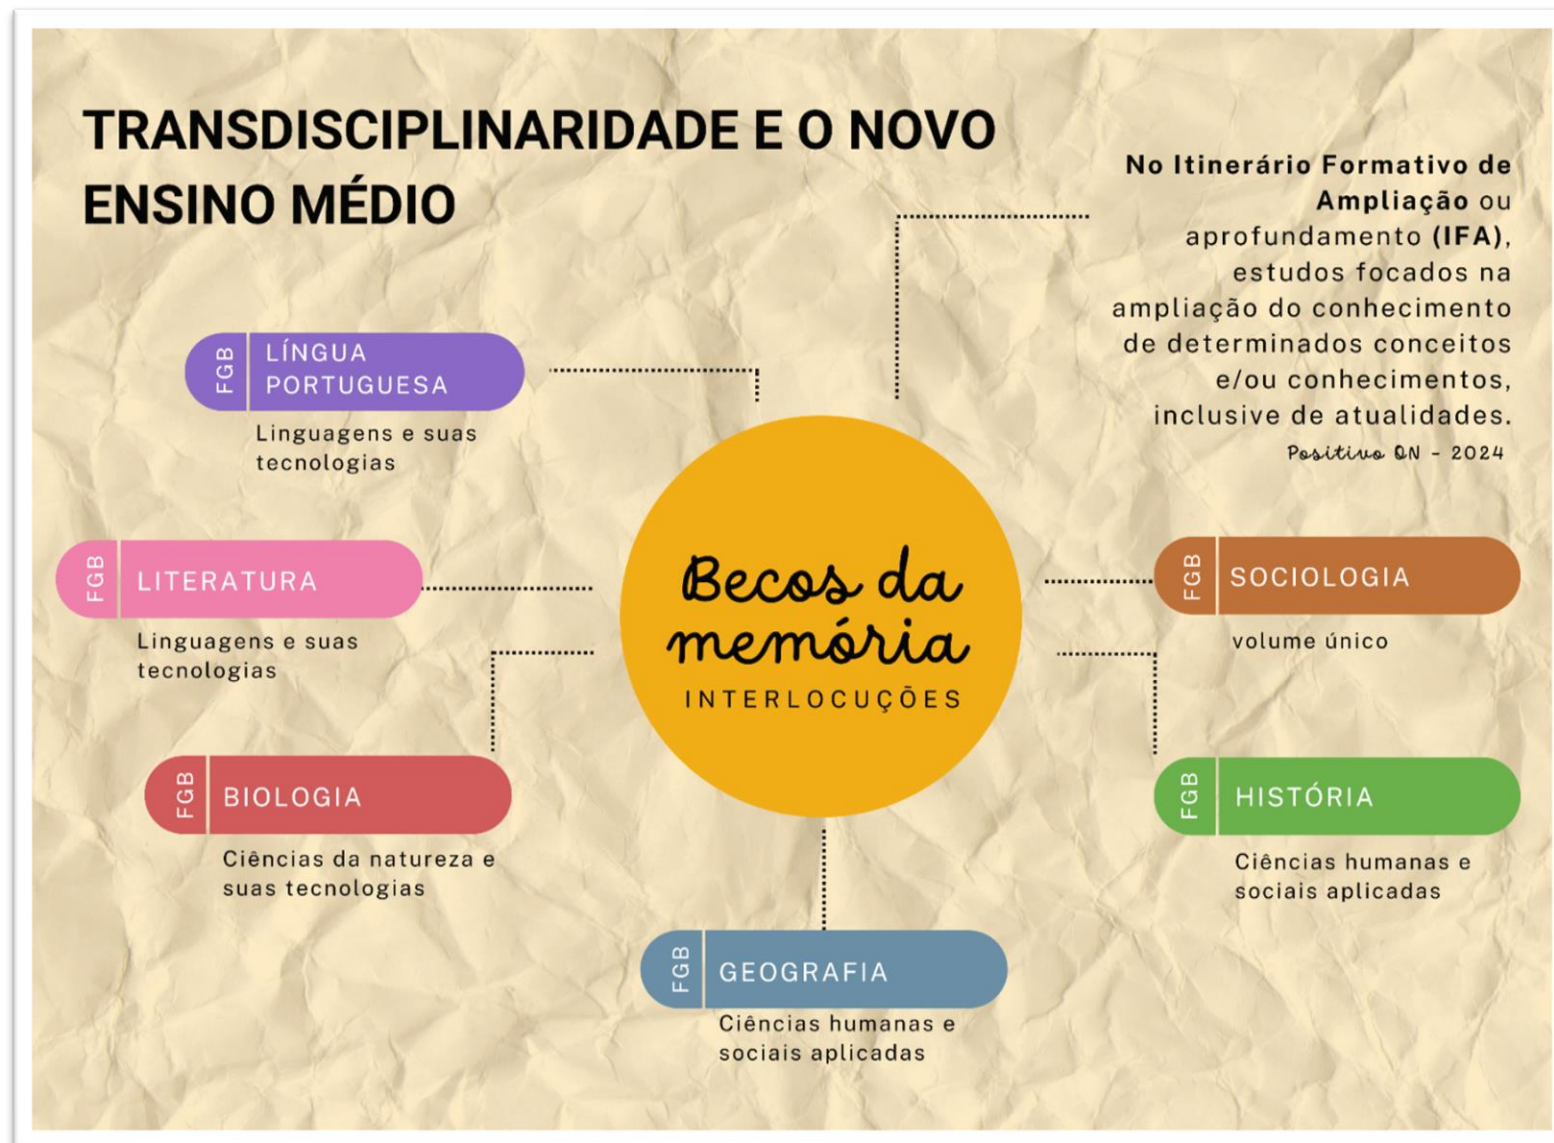 TRANSDISCIPLINARIDADE E O NOVO
ENSINO MÉDIO
No Itinerário Formativo de
Ampliação ou
aprofundamento (IFA),
estudos focados na
ampliação do conhecimento
de determinados conceitos
e/ou conhecimentos,
inclusive de atualidades.
Positivo ON - 2024
FGB
LÍNGUA
PORTUGUESA
Linguagens e suas
tecnologias
FGB
LITERATURA
Linguagens e suas
tecnologias
FGB
BIOLOGIA
Ciências da natureza e
suas tecnologias
Becos da
memória
INTERLOCUÇÕES
FGB
SOCIOLOGIA
volume único
FGB
HISTÓRIA
Ciências humanas e
sociais aplicadas
FGB
GEOGRAFIA
Ciências humanas e
sociais aplicadas